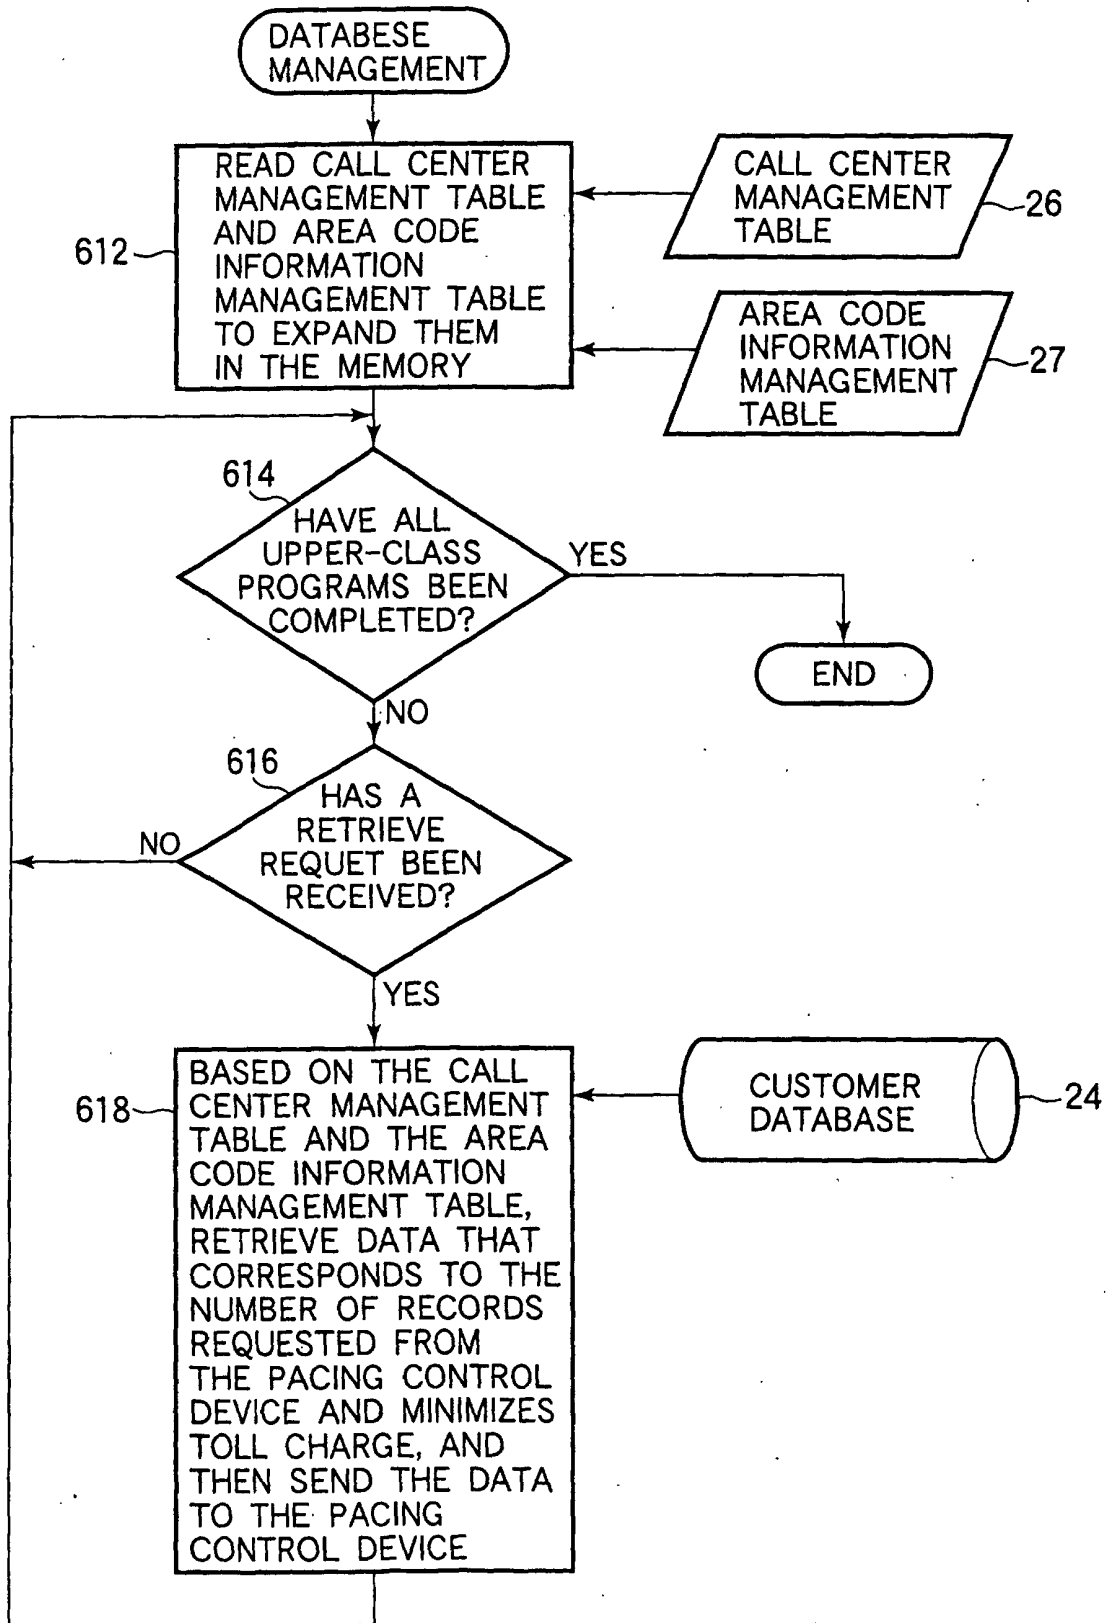 DATABESE
MANAGEMENT
READ CALL CENTER
MANAGEMENT TABLE
AND AREA CODE
INFORMATION
MANAGEMENT TABLE
TO EXPAND THEM
IN THE MEMORY
612
CALL CENTER
MANAGEMENT
TABLE
26
AREA CODE
INFORMATION
MANAGEMENT
TABLE
27
614
HAVE ALL
UPPER-CLASS
PROGRAMS BEEN
COMPLETED?
YES
END
NO
616
HAS A
RETRIEVE
REQUET BEEN
RECEIVED?
NO
YES
618
BASED ON THE CALL
CENTER MANAGEMENT
TABLE AND THE AREA
CODE INFORMATION
MANAGEMENT TABLE,
RETRIEVE DATA THAT
CORRESPONDS TO THE
NUMBER OF RECORDS
REQUESTED FROM
THE PACING CONTROL
DEVICE AND MINIMIZES
TOLL CHARGE, AND
THEN SEND THE DATA
TO THE PACING
CONTROL DEVICE
CUSTOMER
DATABASE
24